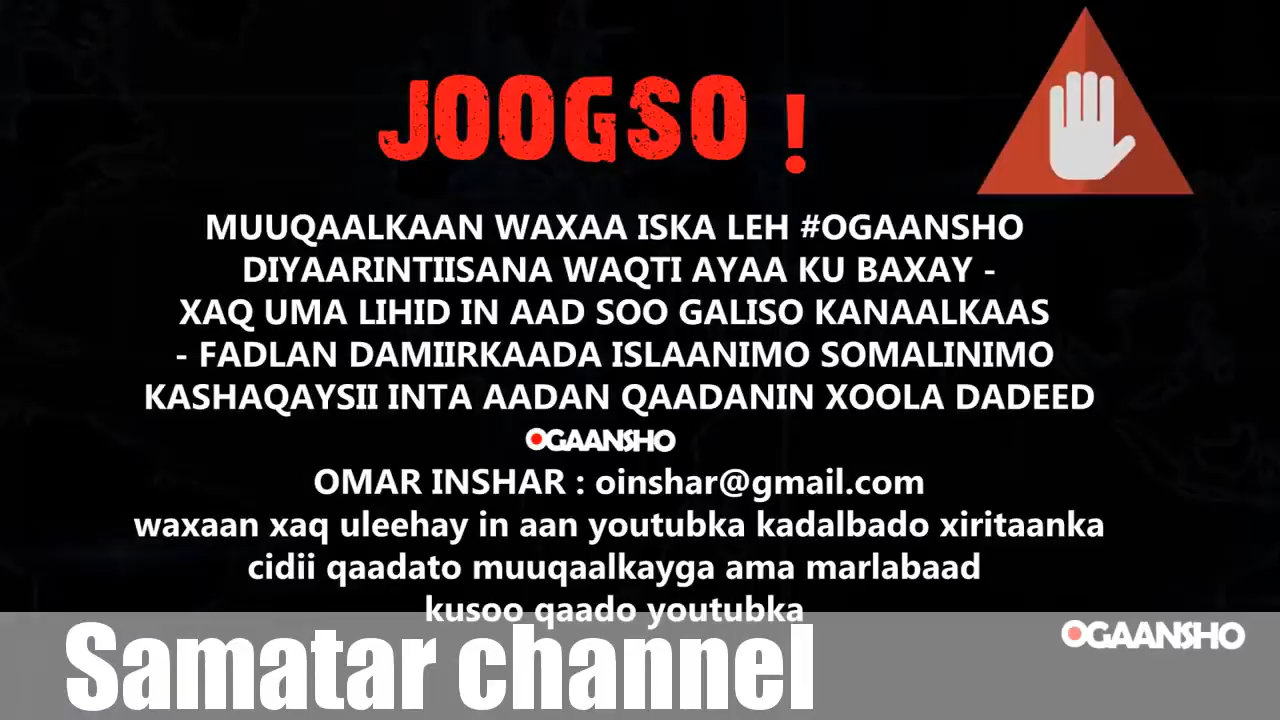 JOOGSO !
MUUQAALKAAN WAXAA ISKA LEH #OGAANSHO
DIYAARINTIISANA WAQTI AYAA KU BAXAY -
XAQ UMA LIHID IN AAD SOO GALISO KANAALKAAS
- FADLAN DAMIIRKAADA ISLAANIMO SOMALINIMO
KASHAQAYSII INTA AADAN QAADANIN XOOLA DADEED
OGAANSHO
OMAR INSHAR : oinshar@gmail.com
waxaan xaq uleehay in aan youtubka kadalbado xiritaanka
cidii qaadato muuqaalkayga ama marlabaad
kusoo qaado youtubka
Samatar channel
OGAANSHO